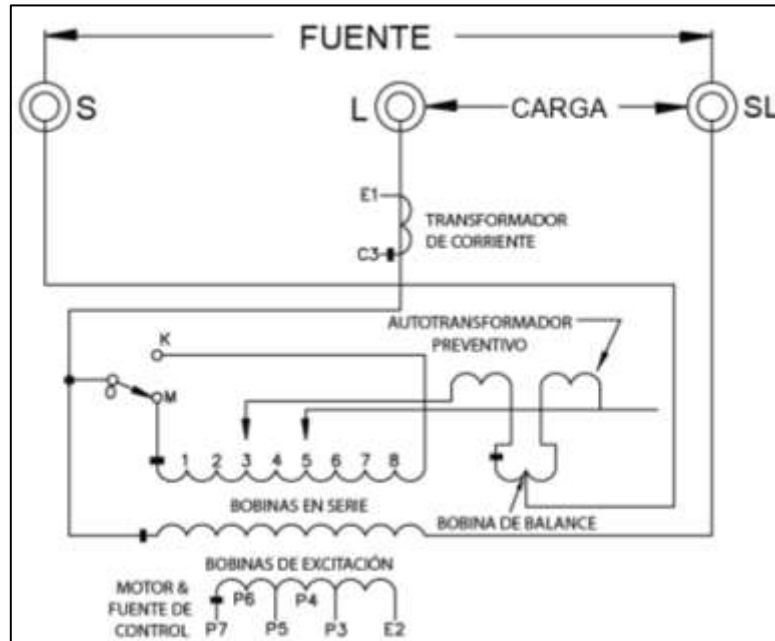 FUENTE
S
L
CARGA
SL
E1
TRANSFORMADOR
DE CORRIENTE
C3
K
AUTOTRANSFORMADOR
PREVENTIVO
O
M
1 2 3 4 5 6 7 8
BOBINAS EN SERIE
BOBINA DE BALANCE
BOBINAS DE EXCITACIÓN
MOTOR &
FUENTE DE
CONTROL
P6 P4
P7 P5 P3 E2